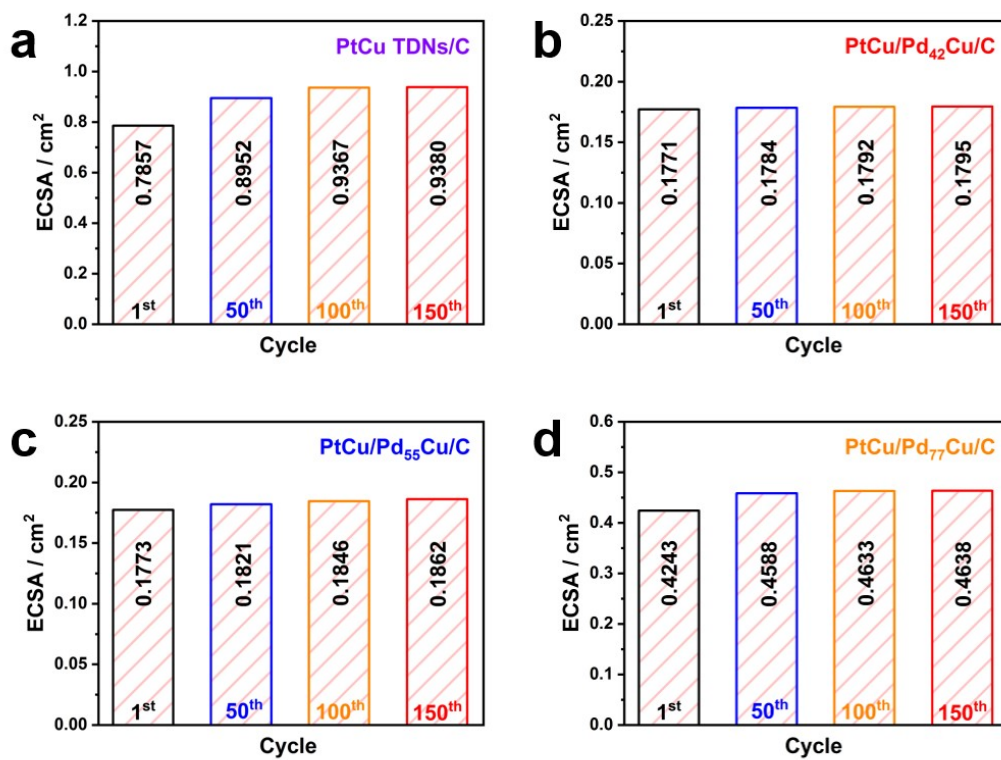 a
PtCu TDNs/C
ECSA / cm²
1.2
1.0
0.8
0.6
0.4
0.2
0.0
0.7857
0.8952
0.9367
0.9380
1st
50th
100th
150th
Cycle
b
PtCu/Pd₄₂Cu/C
ECSA / cm²
0.25
0.20
0.15
0.10
0.05
0.00
0.1771
0.1784
0.1792
0.1795
1st
50th
100th
150th
Cycle
c
PtCu/Pd₅₅Cu/C
ECSA / cm²
0.25
0.20
0.15
0.10
0.05
0.00
0.1773
0.1821
0.1846
0.1862
1st
50th
100th
150th
Cycle
d
PtCu/Pd₇₇Cu/C
ECSA / cm²
0.6
0.5
0.4
0.3
0.2
0.1
0.0
0.4243
0.4588
0.4633
0.4638
1st
50th
100th
150th
Cycle